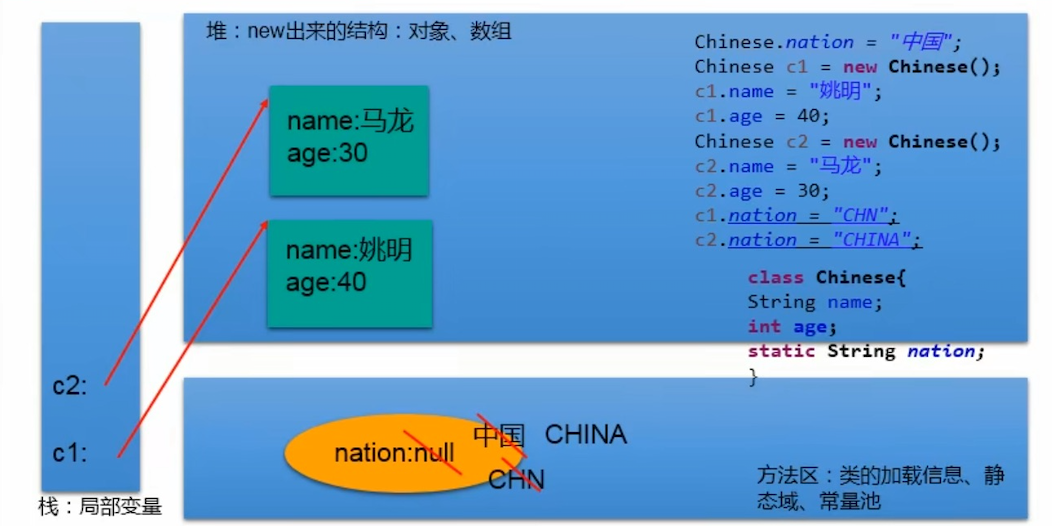 堆：new出来的结构：对象、数组
name:马龙
age:30
name:姚明
age:40
Chinese.nation = "中国";
Chinese c1 = new Chinese();
c1.name = "姚明";
c1.age = 40;
Chinese c2 = new Chinese();
c2.name = "马龙";
c2.age = 30;
c1.nation = "CHN";
c2.nation = "CHINA";
class Chinese{
String name;
int age;
static String nation;
}
c2:
c1:
栈：局部变量
nation:null
中国 CHINA
CHN
方法区：类的加载信息、静
态域、常量池